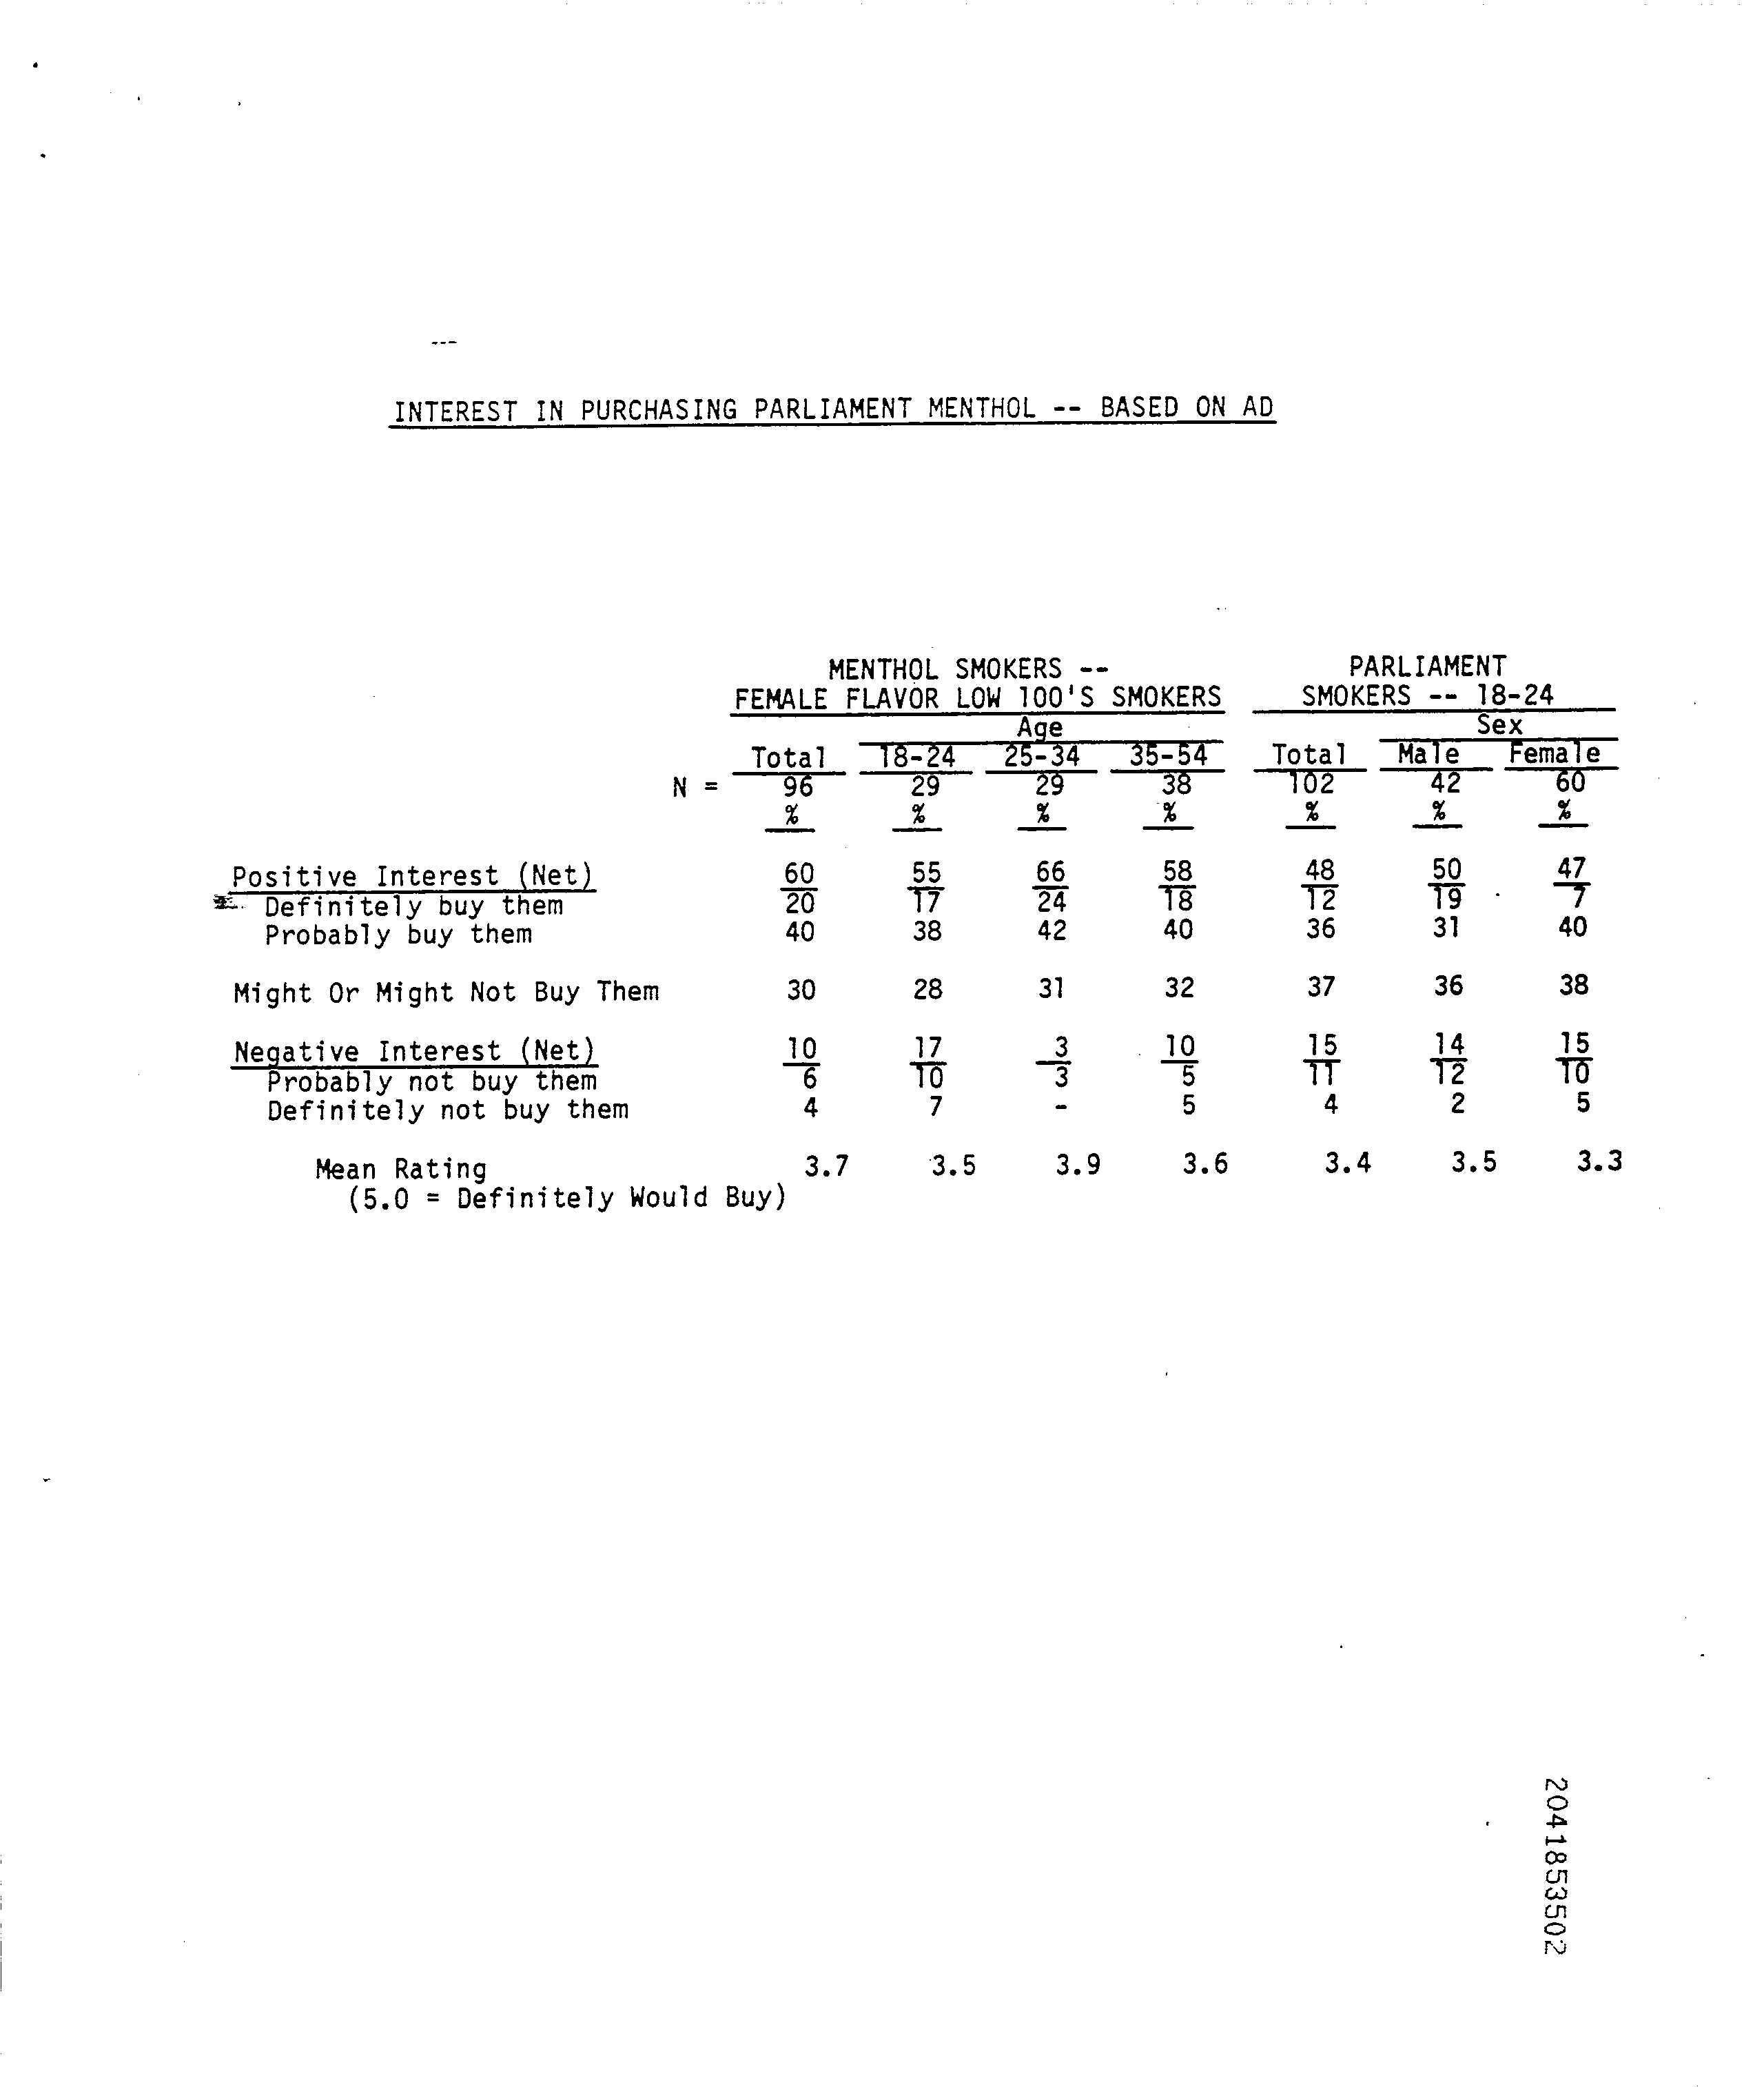 ---
INTEREST IN PURCHASING PARLIAMENT MENTHOL -- BASED ON AD
MENTHOL SMOKERS -- PARLIAMENT
FEMALE FLAVOR LOW 100'S SMOKERS SMOKERS -- 18-24
Age Sex
Total 18-24 25-34 35-54 Total Male Female
N = 96 29 29 38 102 42 60
% % % % % % %
Positive Interest (Net) 60 55 66 58 48 50 47
Definitely buy them 20 17 24 18 12 19 7
Probably buy them 40 38 42 40 36 31 40
Might Or Might Not Buy Them 30 28 31 32 37 36 38
Negative Interest (Net) 10 17 3 10 15 14 15
Probably not buy them 6 10 3 5 11 12 10
Definitely not buy them 4 7 - 5 4 2 5
Mean Rating 3.7 3.5 3.9 3.6 3.4 3.5 3.3
(5.0 = Definitely Would Buy)
2041853502